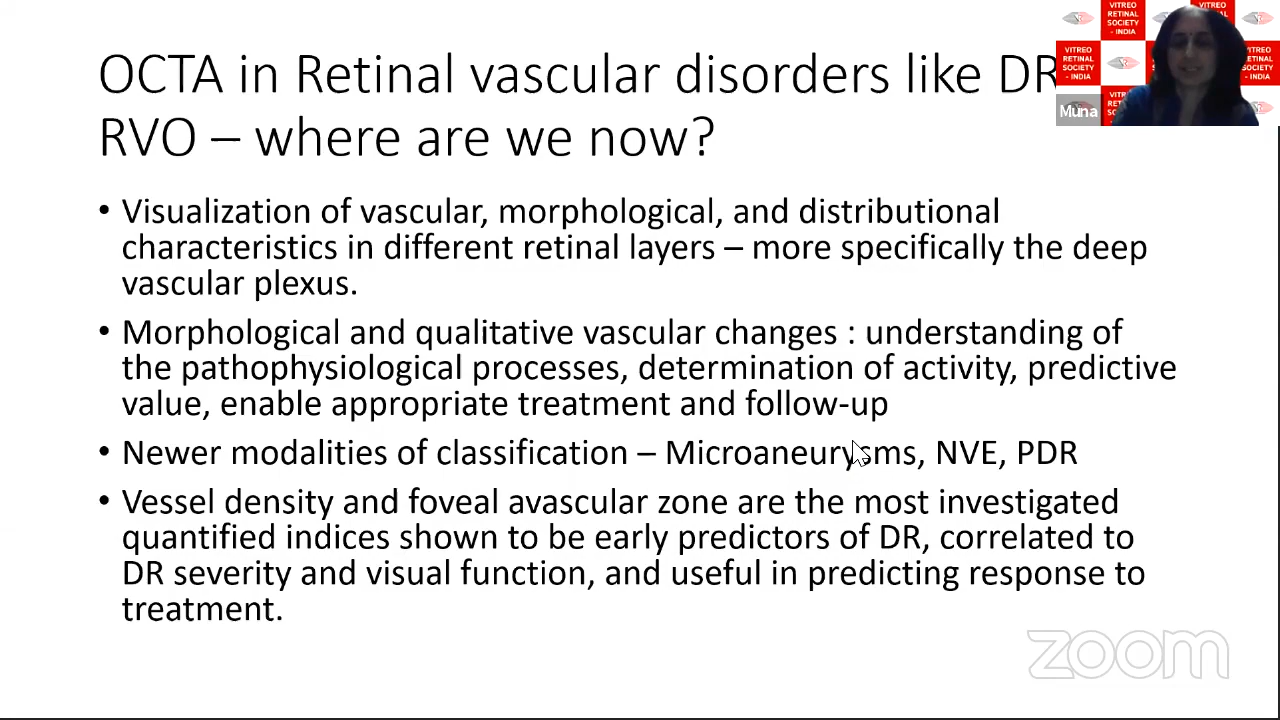 OCTA in Retinal vascular disorders like DR
RVO – where are we now?
• Visualization of vascular, morphological, and distributional
characteristics in different retinal layers – more specifically the deep
vascular plexus.
• Morphological and qualitative vascular changes : understanding of
the pathophysiological processes, determination of activity, predictive
value, enable appropriate treatment and follow-up
• Newer modalities of classification – Microaneurysms, NVE, PDR
• Vessel density and foveal avascular zone are the most investigated
quantified indices shown to be early predictors of DR, correlated to
DR severity and visual function, and useful in predicting response to
treatment.
VITREO
RETINAL
SOCIETY
- INDIA
VITREO
RETINAL
SOCIETY
- INDIA
Muna
zoom